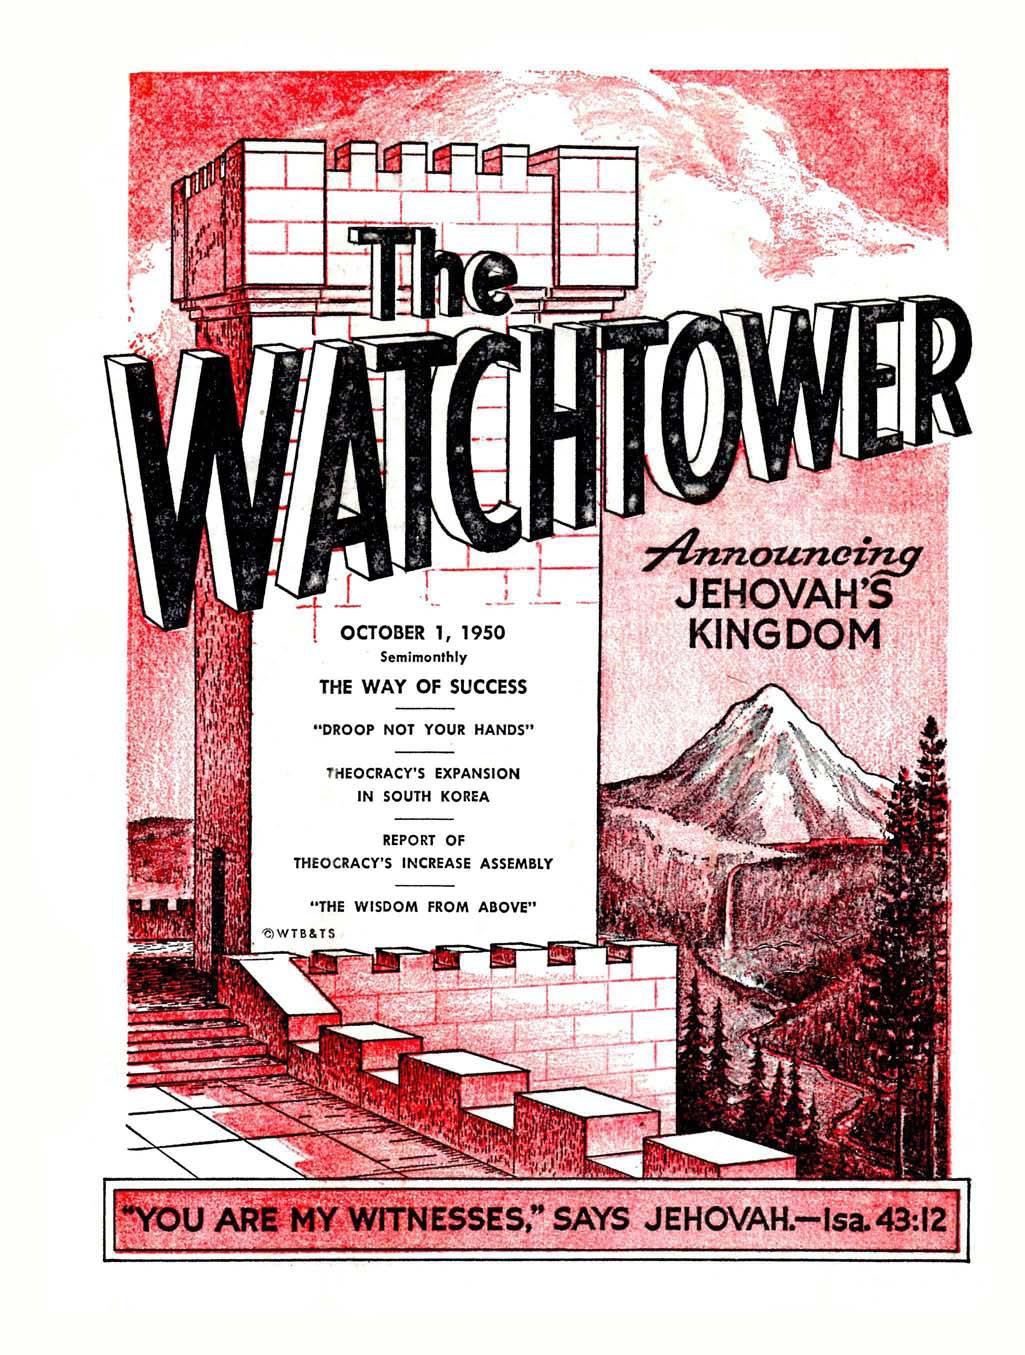 The
WATCHTOWER
Announcing
JEHOVAH'S
KINGDOM
OCTOBER 1, 1950
Semimonthly
THE WAY OF SUCCESS
"DROOP NOT YOUR HANDS"
THEOCRACY'S EXPANSION
IN SOUTH KOREA
REPORT OF
THEOCRACY'S INCREASE ASSEMBLY
"THE WISDOM FROM ABOVE"
©WTB&TS
"YOU ARE MY WITNESSES," SAYS JEHOVAH.—Isa. 43:12